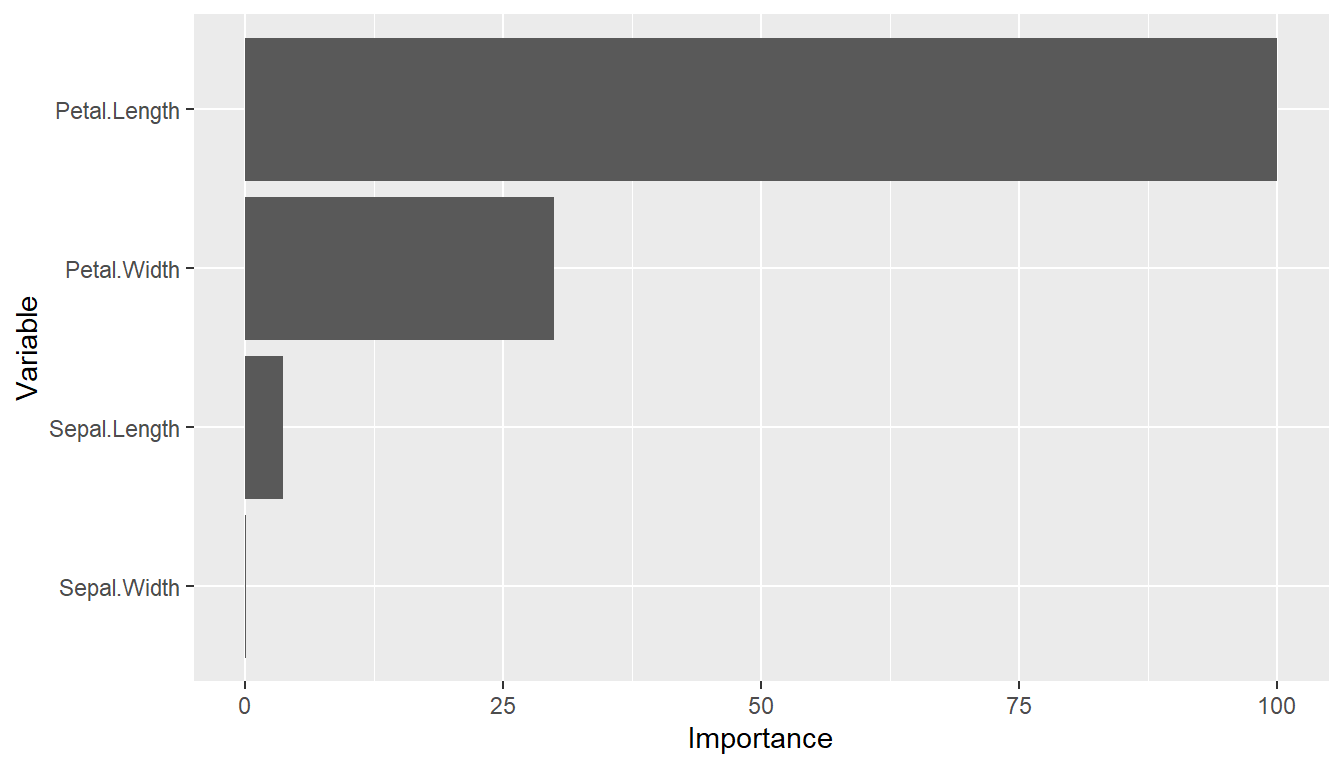 Petal.Length
Petal.Width
Sepal.Length
Sepal.Width
Variable
0 25 50 75 100
Importance